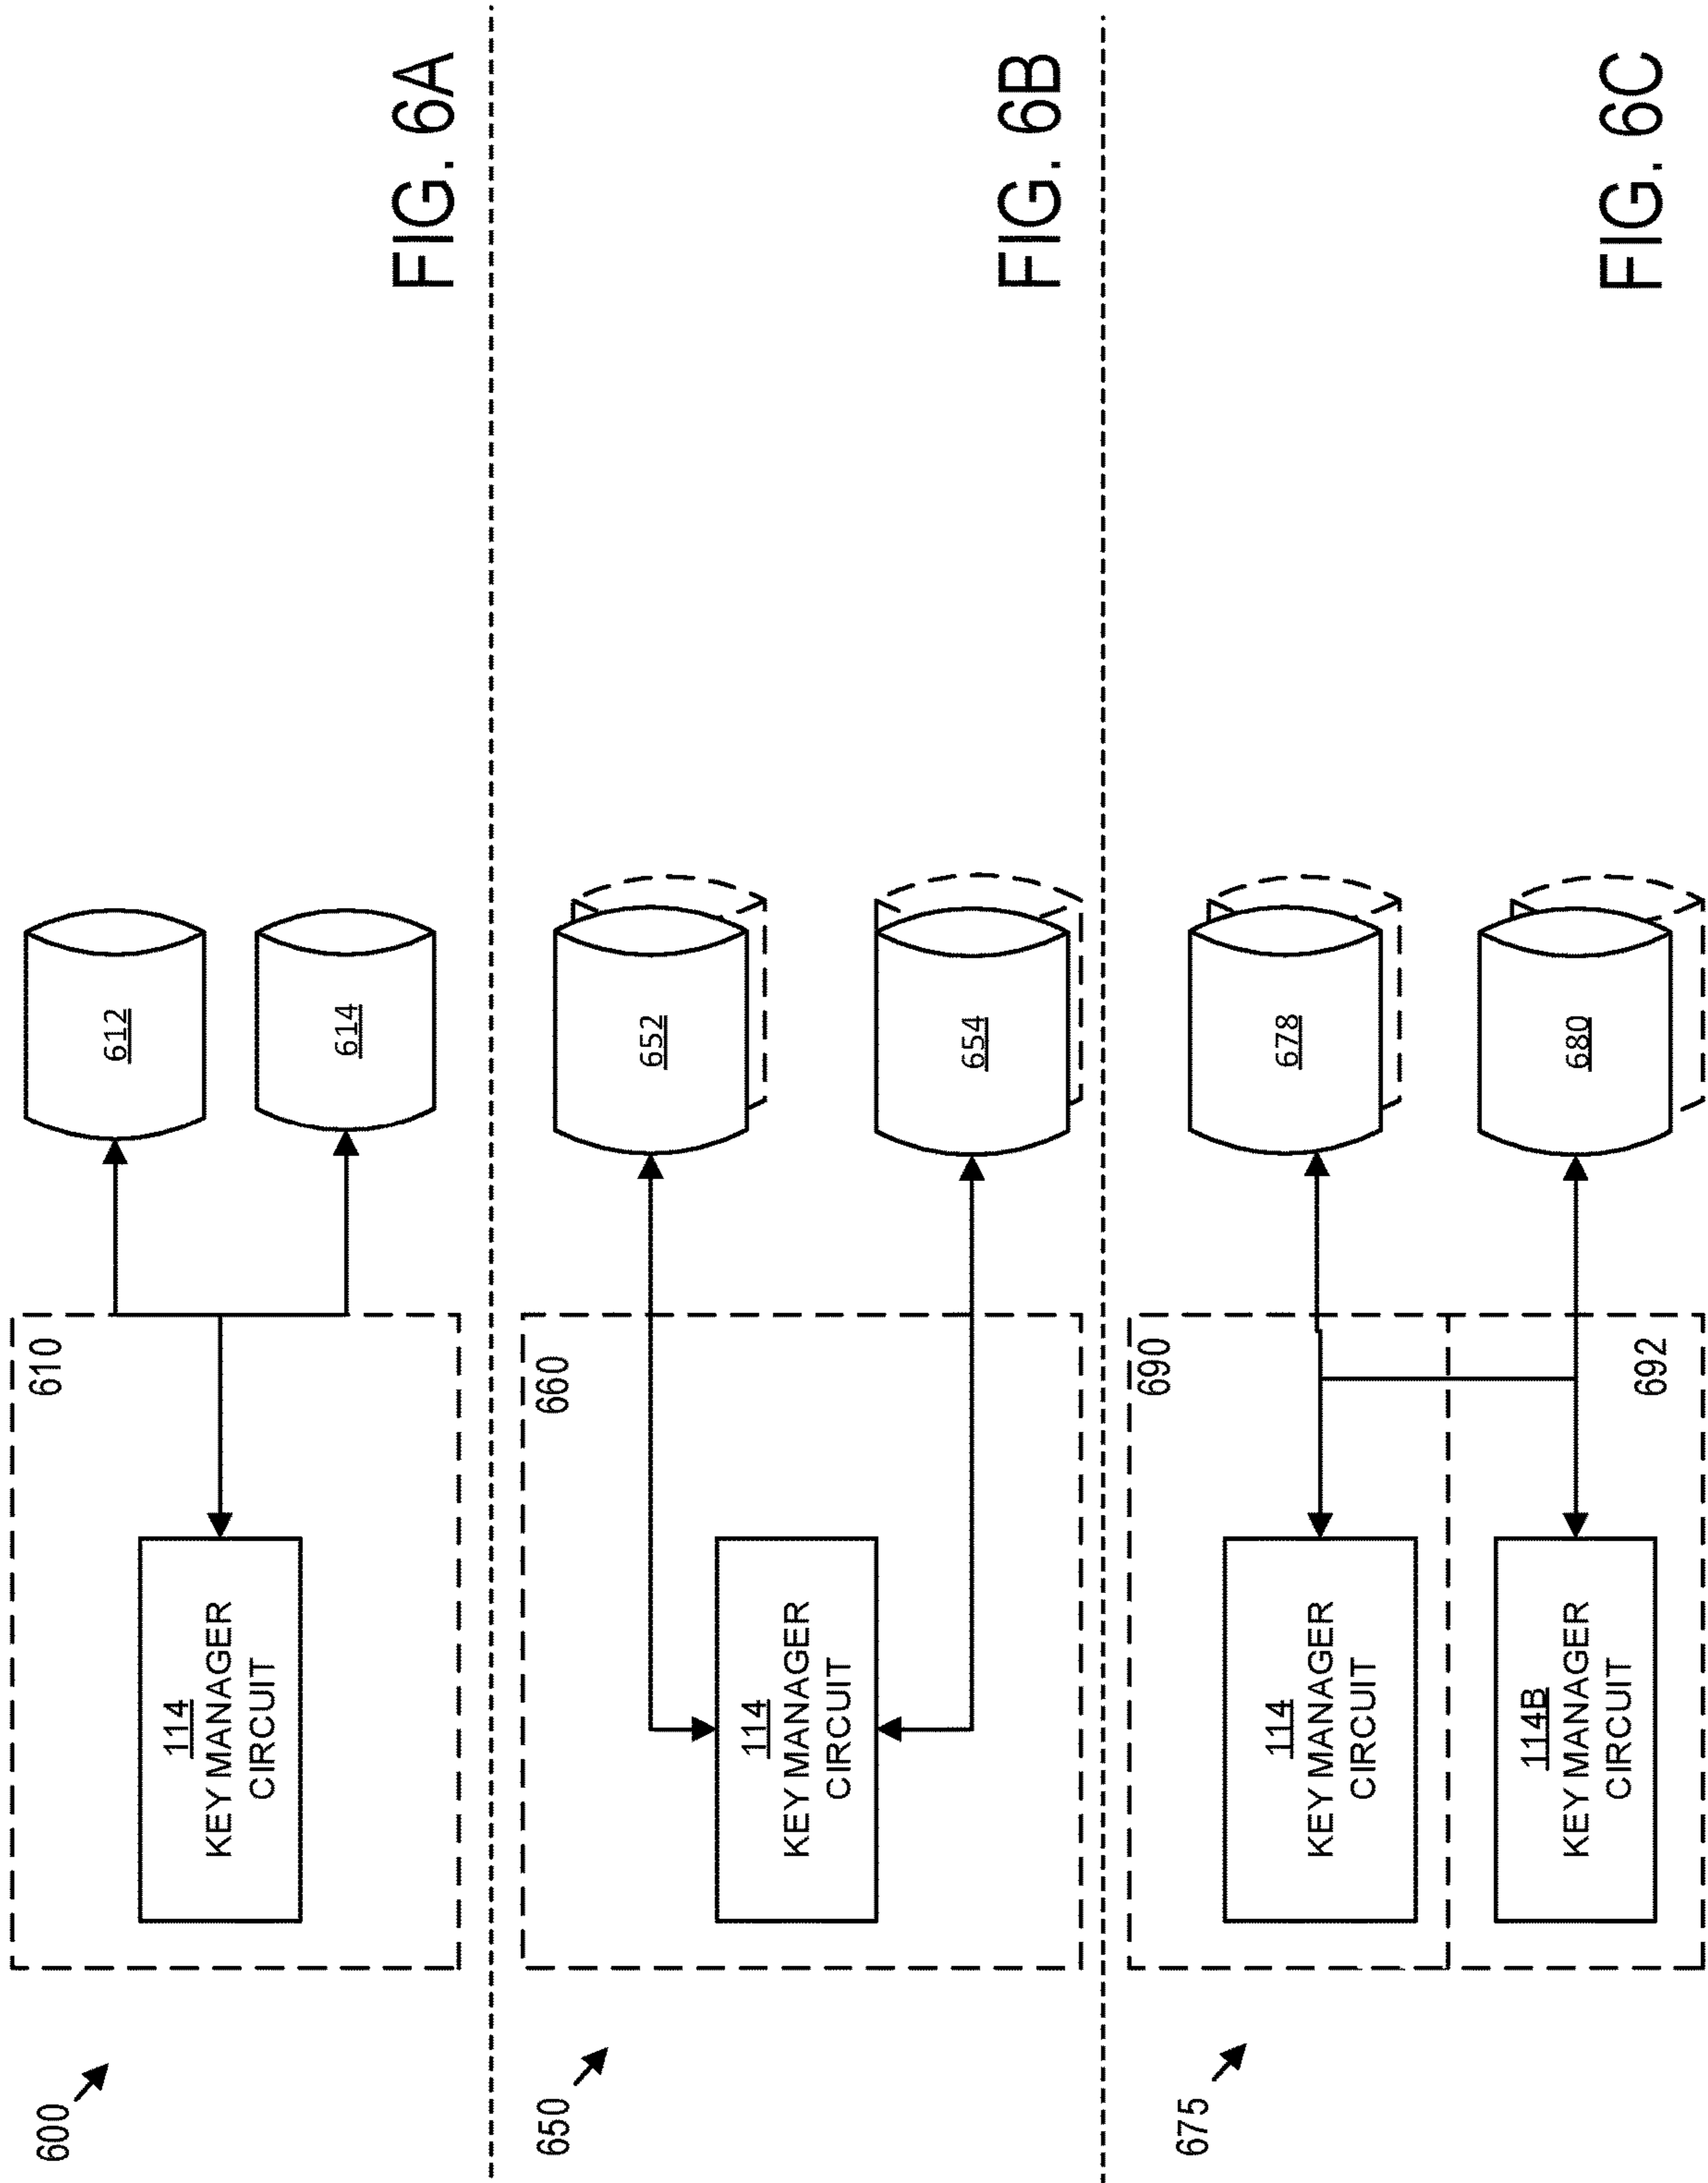 600
610
114
KEY MANAGER
CIRCUIT
612
614
FIG. 6A
650
660
114
KEY MANAGER
CIRCUIT
652
654
FIG. 6B
675
690
114
KEY MANAGER
CIRCUIT
678
692
114B
KEY MANAGER
CIRCUIT
680
FIG. 6C